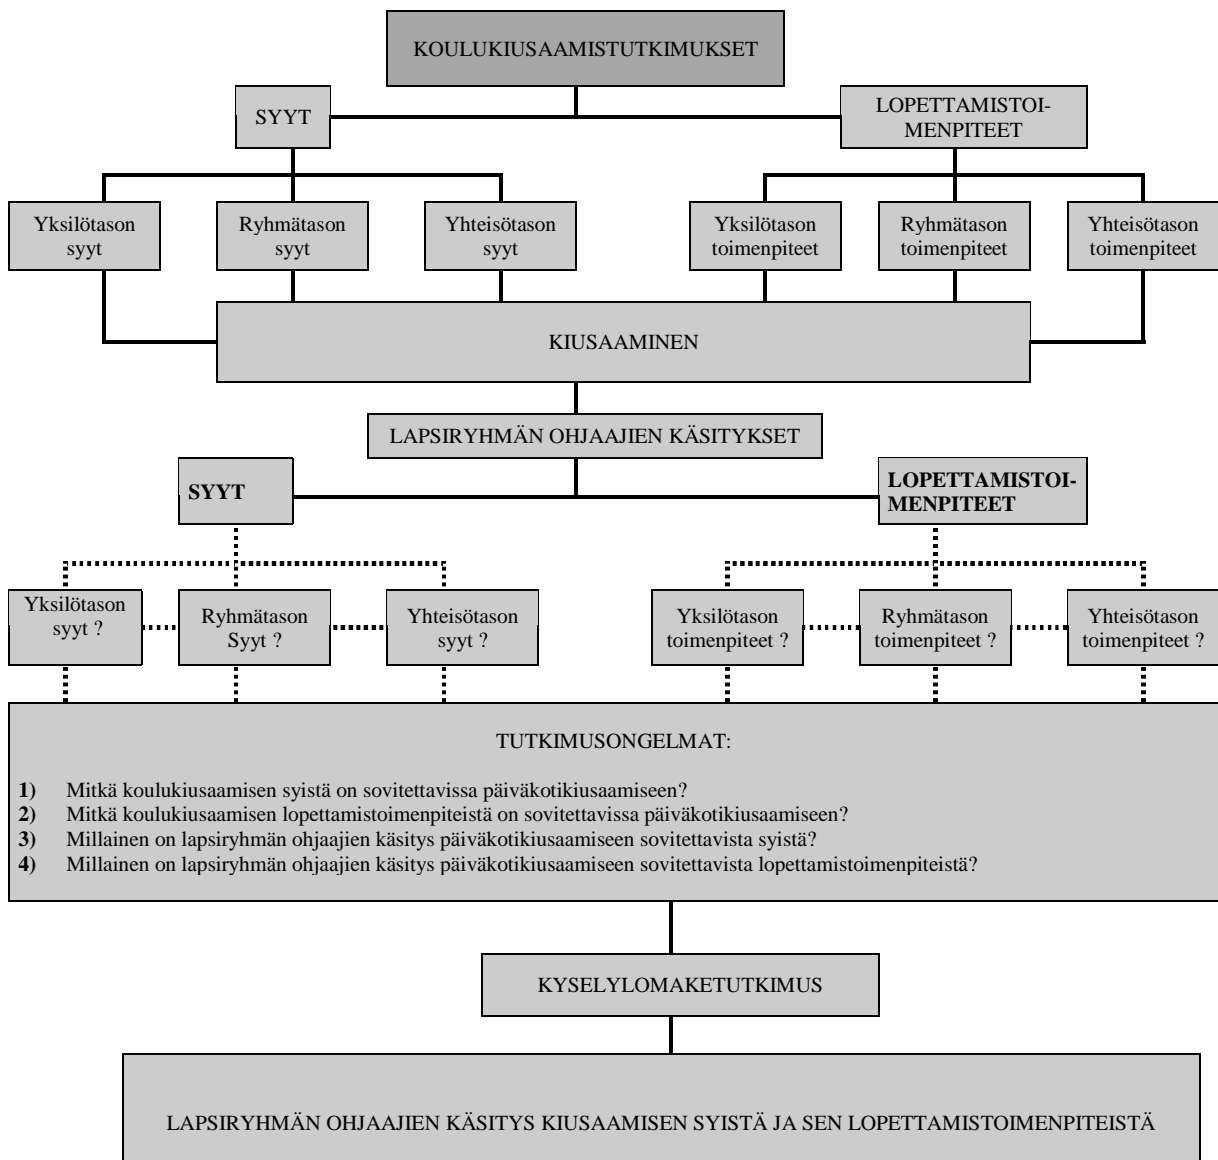 KOULUKIUSAAMISTUTKIMUKSET
SYYT
LOPETTAMISTOI-
MENPITEET
Yksilötason
syyt
Ryhmätason
syyt
Yhteisötason
syyt
Yksilötason
toimenpiteet
Ryhmätason
toimenpiteet
Yhteisötason
toimenpiteet
KIUSAAMINEN
LAPSIRYHMÄN OHJAAJIEN KÄSITYKSET
SYYT
LOPETTAMISTOI-
MENPITEET
Yksilötason
syyt ?
Ryhmätason
Syyt ?
Yhteisötason
syyt ?
Yksilötason
toimenpiteet ?
Ryhmätason
toimenpiteet ?
Yhteisötason
toimenpiteet ?
TUTKIMUSONGELMAT:
1) Mitkä koulukiusaamisen syistä on sovitettavissa päiväkotikiusaamiseen?
2) Mitkä koulukiusaamisen lopettamistoimenpiteistä on sovitettavissa päiväkotikiusaamiseen?
3) Millainen on lapsiryhmän ohjaajien käsitys päiväkotikiusaamiseen sovitettavista syistä?
4) Millainen on lapsiryhmän ohjaajien käsitys päiväkotikiusaamiseen sovitettavista lopettamistoimenpiteistä?
KYSELYLOMAKETUTKIMUS
LAPSIRYHMÄN OHJAAJIEN KÄSITYS KIUSAAMISEN SYISTÄ JA SEN LOPETTAMISTOIMENPITEISTÄ